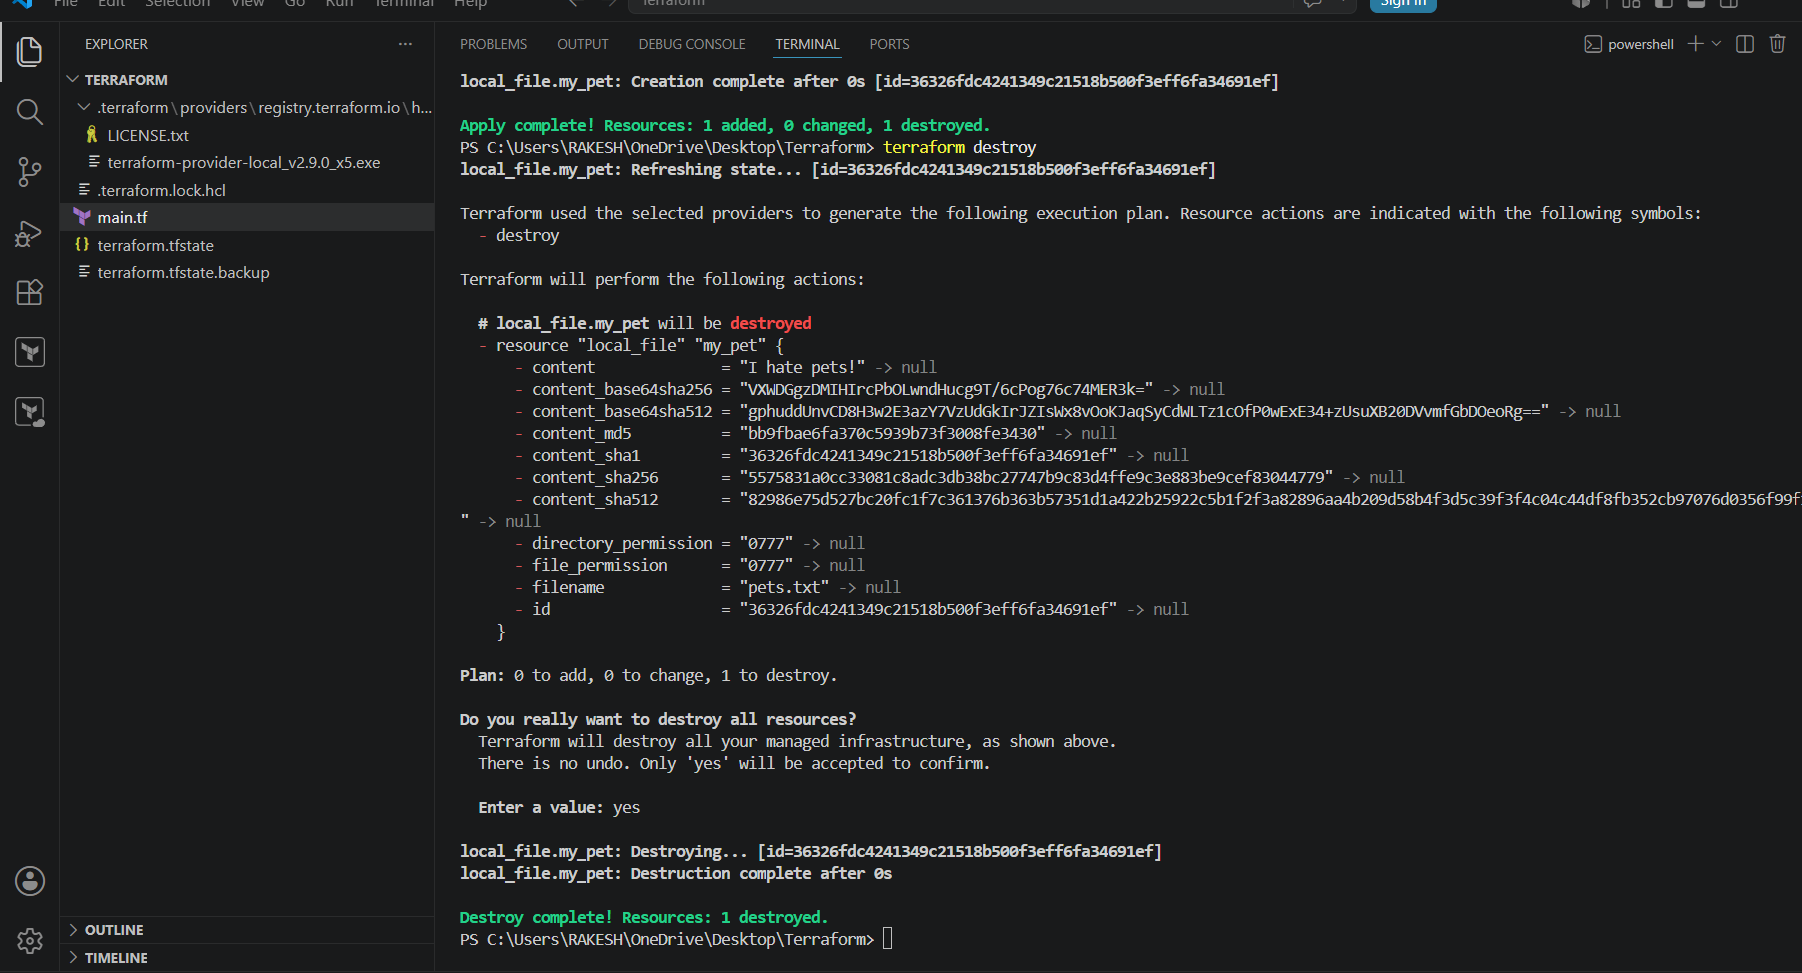 File Edit Selection View Go Run Terminal Help
Terraform
Sign in
EXPLORER
TERRAFORM
.terraform\providers\registry.terraform.io\h...
LICENSE.txt
terraform-provider-local_v2.9.0_x5.exe
.terraform.lock.hcl
main.tf
terraform.tfstate
terraform.tfstate.backup
OUTLINE
TIMELINE
PROBLEMS OUTPUT DEBUG CONSOLE TERMINAL PORTS
powershell
local_file.my_pet: Creation complete after 0s [id=36326fdc4241349c21518b500f3eff6fa34691ef]
Apply complete! Resources: 1 added, 0 changed, 1 destroyed.
PS C:\Users\RAKESH\OneDrive\Desktop\Terraform> terraform destroy
local_file.my_pet: Refreshing state... [id=36326fdc4241349c21518b500f3eff6fa34691ef]
Terraform used the selected providers to generate the following execution plan. Resource actions are indicated with the following symbols:
- destroy
Terraform will perform the following actions:
# local_file.my_pet will be destroyed
- resource "local_file" "my_pet" {
- content = "I hate pets!" -> null
- content_base64sha256 = "VXWDGgzDMIHIrcPbOLwndHucg9T/6cPog76c74MER3k=" -> null
- content_base64sha512 = "gphuddUnvCD8H3w2E3azY7VzUdGkIrJZIsWx8vOoKJaqSyCdWLTz1cOfP0wExE34+zUsuXB20DVvmfGbDOeoRg==" -> null
- content_md5 = "bb9fbae6fa370c5939b73f3008fe3430" -> null
- content_sha1 = "36326fdc4241349c21518b500f3eff6fa34691ef" -> null
- content_sha256 = "5575831a0cc33081c8adc3db38bc27747b9c83d4ffe9c3e883be9cef83044779" -> null
- content_sha512 = "82986e75d527bc20fc1f7c361376b363b57351d1a422b25922c5b1f2f3a82896aa4b209d58b4f3d5c39f3f4c04c44df8fb352cb97076d0356f99f
" -> null
- directory_permission = "0777" -> null
- file_permission = "0777" -> null
- filename = "pets.txt" -> null
- id = "36326fdc4241349c21518b500f3eff6fa34691ef" -> null
}
Plan: 0 to add, 0 to change, 1 to destroy.
Do you really want to destroy all resources?
Terraform will destroy all your managed infrastructure, as shown above.
There is no undo. Only 'yes' will be accepted to confirm.
Enter a value: yes
local_file.my_pet: Destroying... [id=36326fdc4241349c21518b500f3eff6fa34691ef]
local_file.my_pet: Destruction complete after 0s
Destroy complete! Resources: 1 destroyed.
PS C:\Users\RAKESH\OneDrive\Desktop\Terraform>